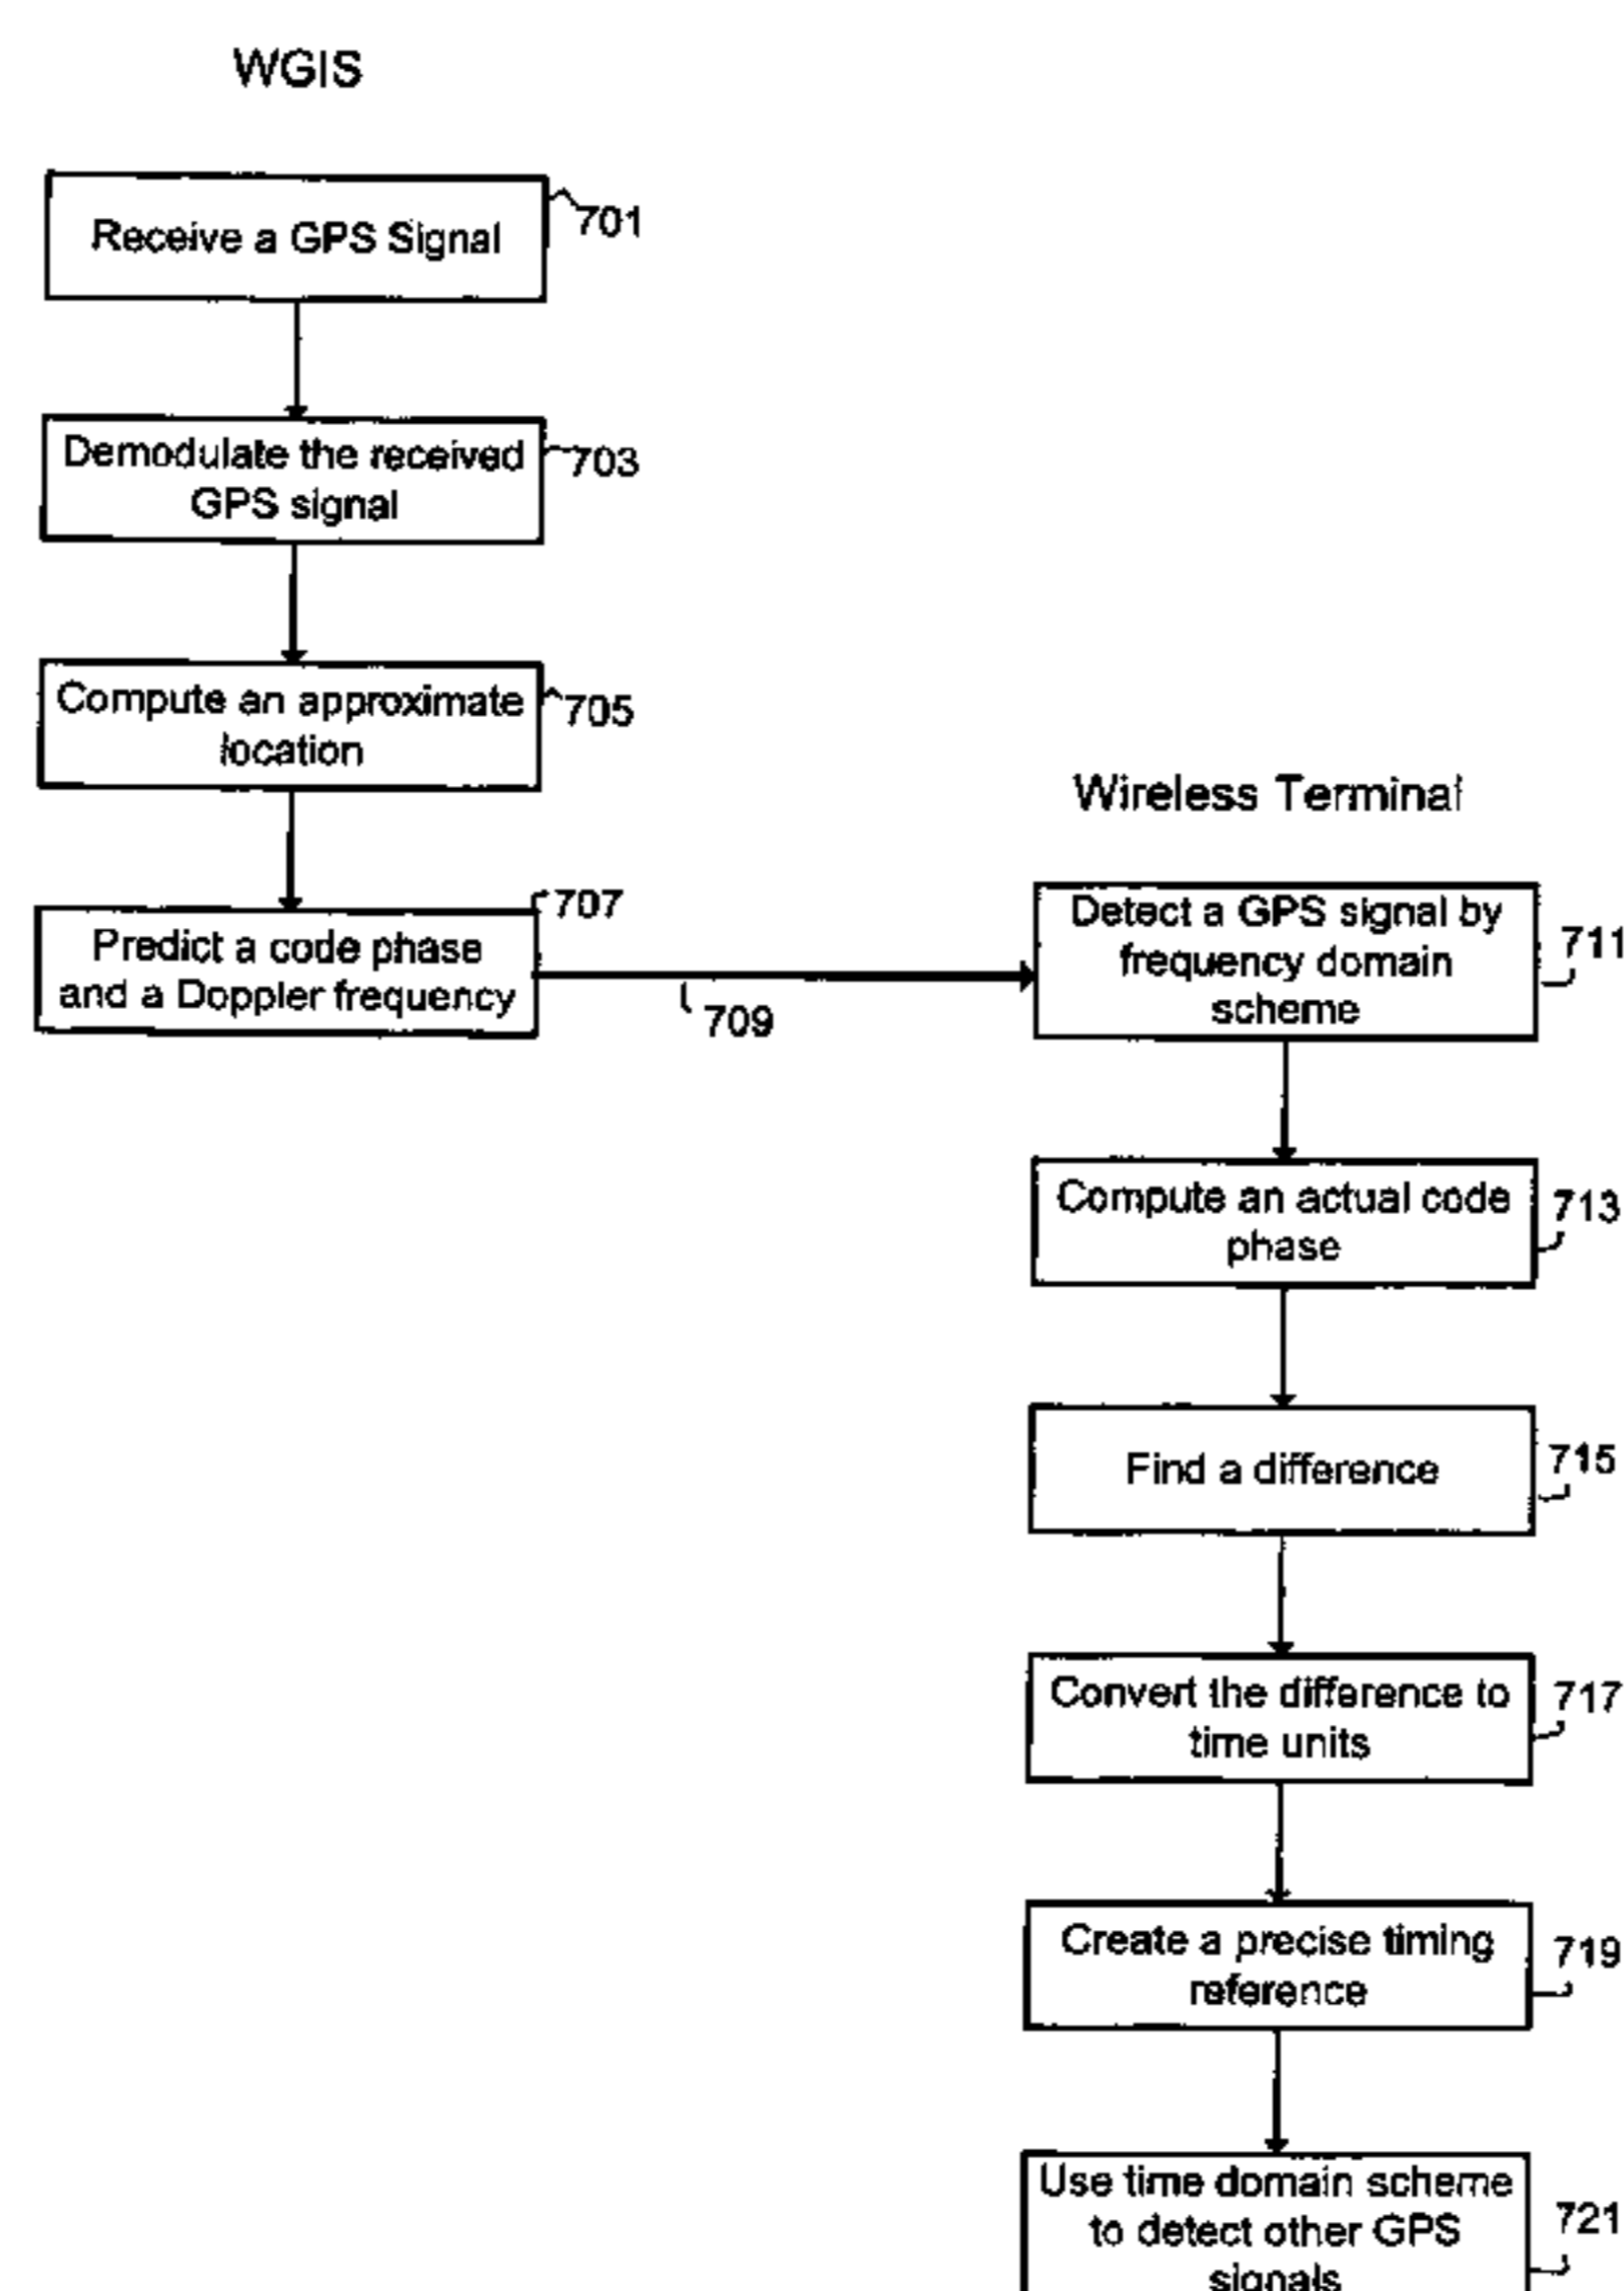 WGIS
Receive a GPS Signal
701
Demodulate the received
GPS signal
703
Compute an approximate
location
705
Predict a code phase
and a Doppler frequency
707
709
Wireless Terminal
Detect a GPS signal by
frequency domain
scheme
711
Compute an actual code
phase
713
Find a difference
715
Convert the difference to
time units
717
Create a precise timing
reference
719
Use time domain scheme
to detect other GPS
signals
721